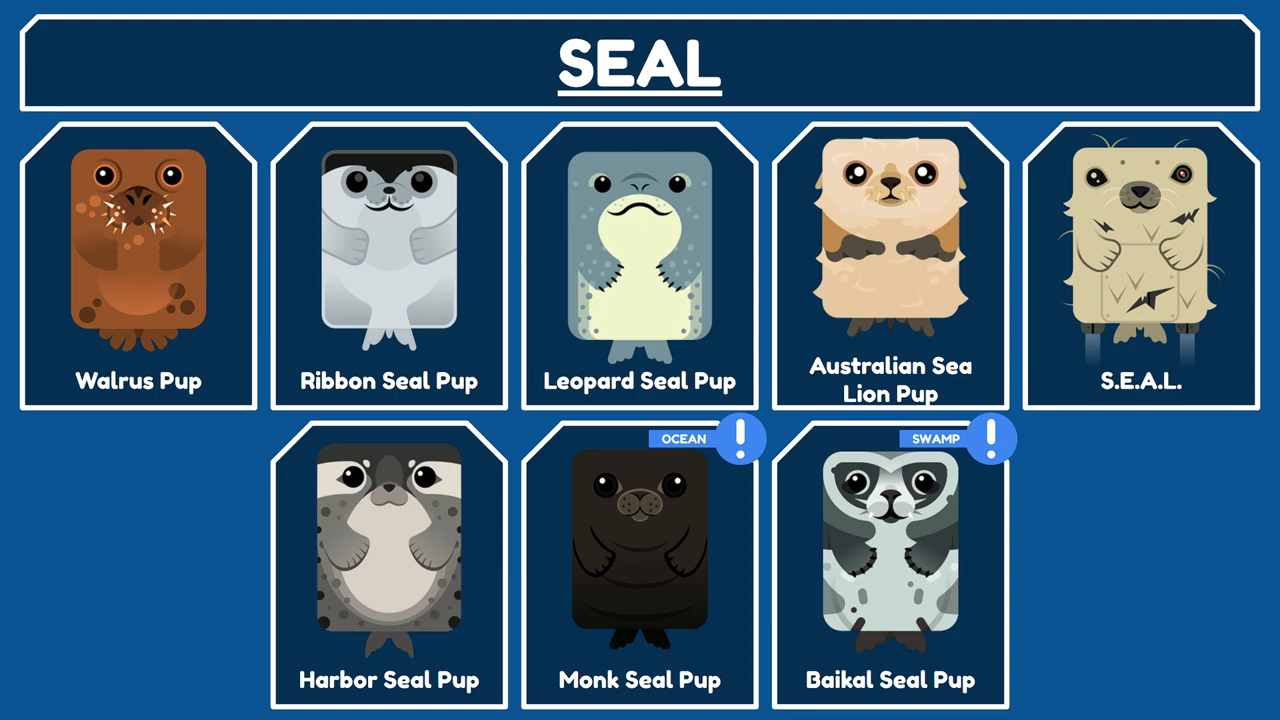 SEAL
Walrus Pup
Ribbon Seal Pup
Leopard Seal Pup
Australian Sea
Lion Pup
S.E.A.L.
OCEAN !
SWAMP !
Harbor Seal Pup
Monk Seal Pup
Baikal Seal Pup